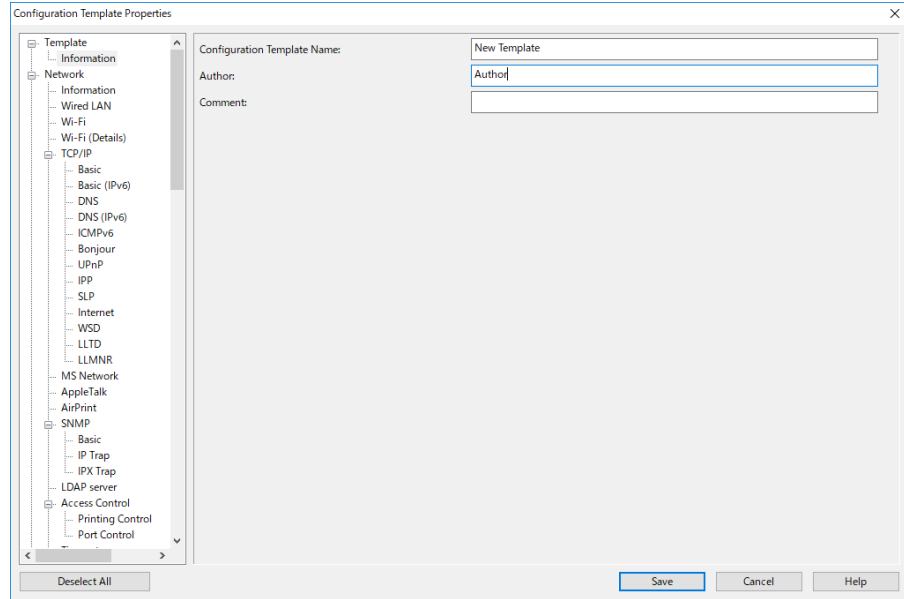 Configuration Template Properties
Template
Information
Network
Information
Wired LAN
Wi-Fi
Wi-Fi (Details)
TCP/IP
Basic
Basic (IPv6)
DNS
DNS (IPv6)
ICMPv6
Bonjour
UPnP
IPP
SLP
Internet
WSD
LLTD
LLMNR
MS Network
AppleTalk
AirPrint
SNMP
Basic
IP Trap
IPX Trap
LDAP server
Access Control
Printing Control
Port Control
Configuration Template Name: New Template
Author: Author
Comment:
Deselect All
Save Cancel Help